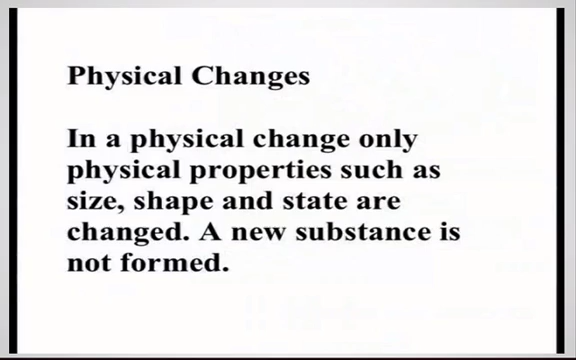 Physical Changes
In a physical change only
physical properties such as
size, shape and state are
changed. A new substance is
not formed.